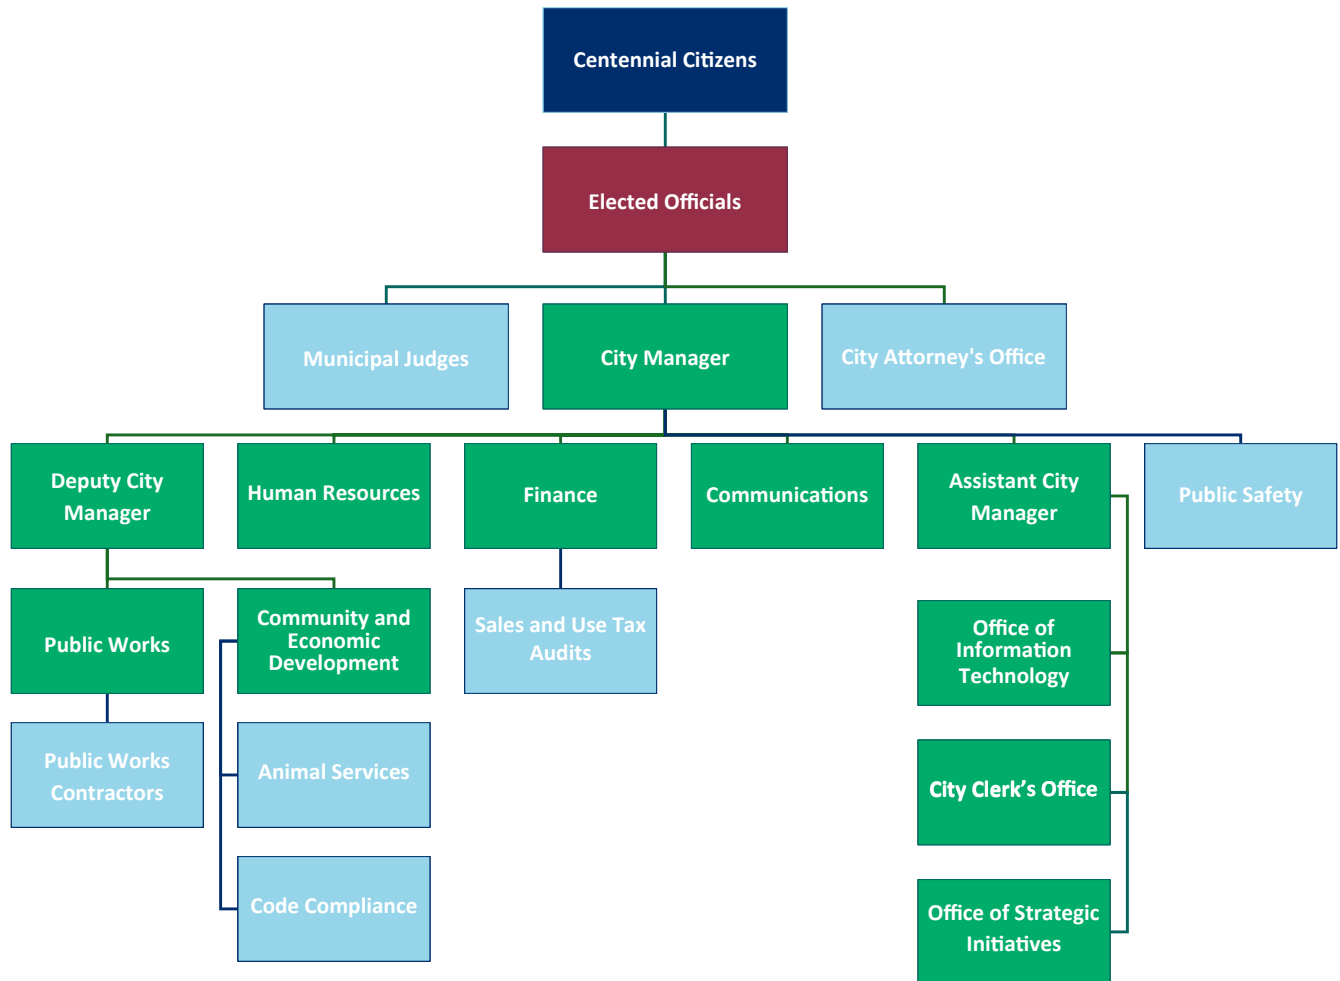 Centennial Citizens
Elected Officials
Municipal Judges
City Manager
City Attorney's Office
Deputy City
Manager
Human Resources
Finance
Communications
Assistant City
Manager
Public Safety
Public Works
Community and
Economic
Development
Sales and Use Tax
Audits
Office of
Information
Technology
Public Works
Contractors
Animal Services
City Clerk’s Office
Code Compliance
Office of Strategic
Initiatives